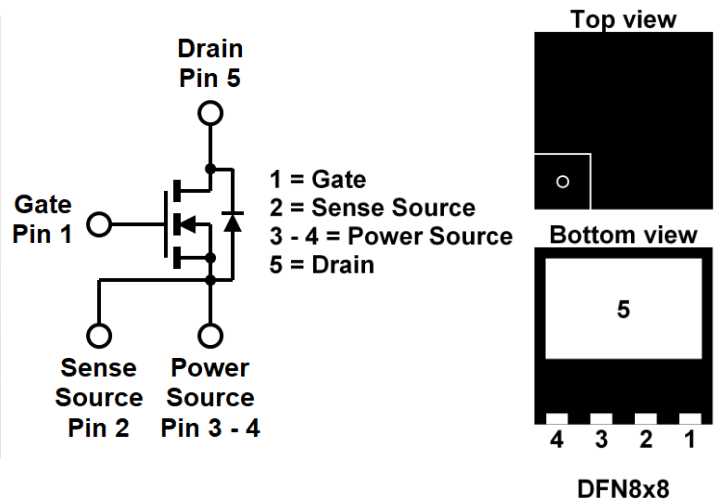 Drain
Pin 5
Gate
Pin 1
1 = Gate
2 = Sense Source
3 - 4 = Power Source
5 = Drain
Sense
Source
Pin 2
Power
Source
Pin 3 - 4
Top view
Bottom view
5
4 3 2 1
DFN8x8